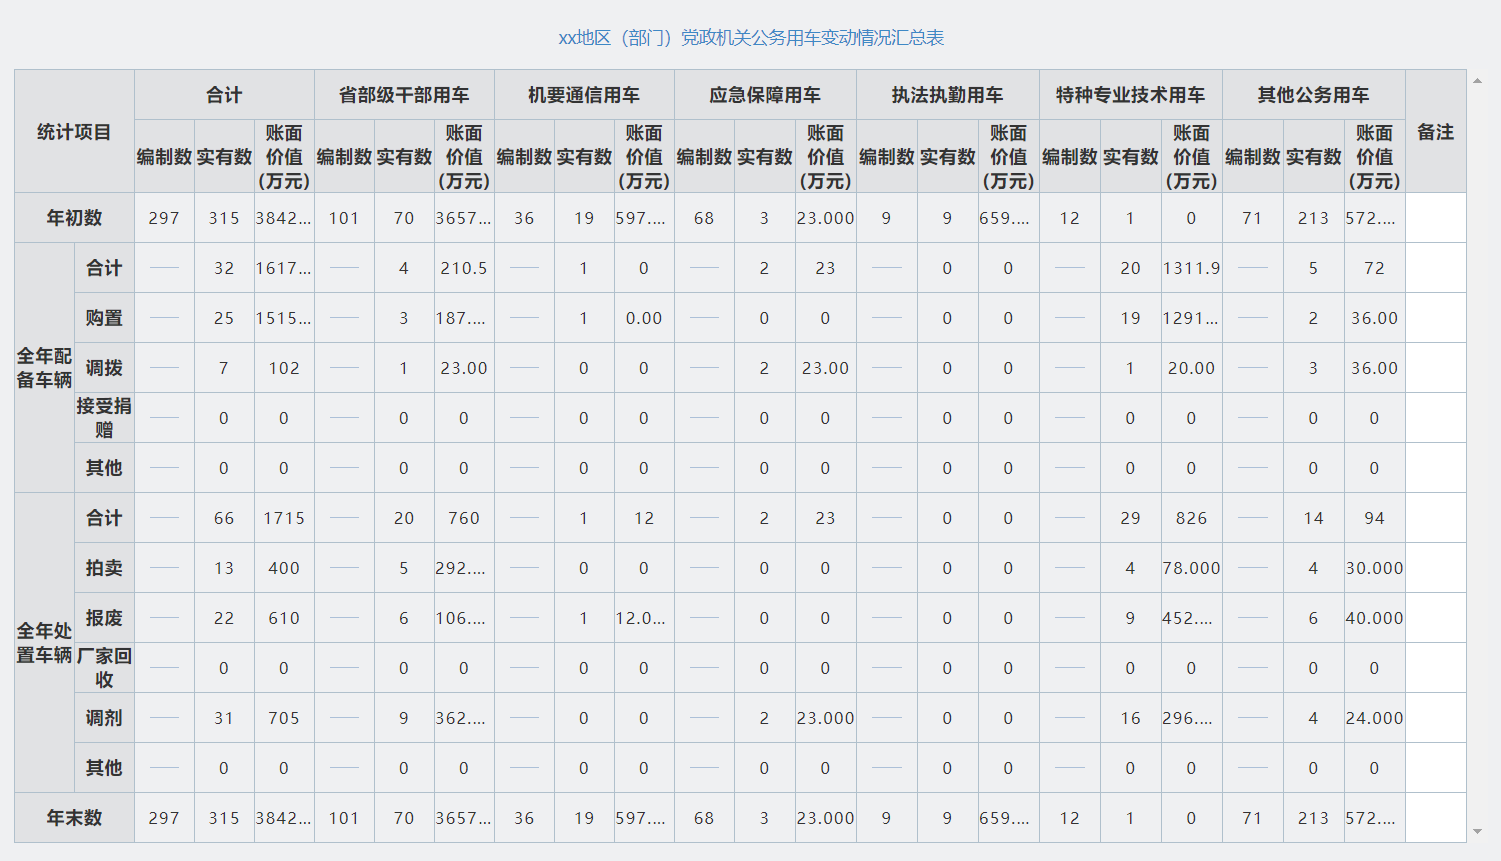 xx地区（部门）党政机关公务用车变动情况汇总表
统计项目 合计 省部级干部用车 机要通信用车 应急保障用车 执法执勤用车 特种专业技术用车 其他公务用车 备注
编制数 实有数 账面价值(万元) 编制数 实有数 账面价值(万元) 编制数 实有数 账面价值(万元) 编制数 实有数 账面价值(万元) 编制数 实有数 账面价值(万元) 编制数 实有数 账面价值(万元) 编制数 实有数 账面价值(万元)
年初数 297 315 3842... 101 70 3657... 36 19 597.... 68 3 23.000 9 9 659.... 12 1 0 71 213 572....
全年配备车辆
合计 —— 32 1617... —— 4 210.5 —— 1 0 —— 2 23 —— 0 0 —— 20 1311.9 —— 5 72
购置 —— 25 1515... —— 3 187.... —— 1 0.00 —— 0 0 —— 0 0 —— 19 1291... —— 2 36.00
调拨 —— 7 102 —— 1 23.00 —— 0 0 —— 2 23.00 —— 0 0 —— 1 20.00 —— 3 36.00
接受捐赠 —— 0 0 —— 0 0 —— 0 0 —— 0 0 —— 0 0 —— 0 0 —— 0 0
其他 —— 0 0 —— 0 0 —— 0 0 —— 0 0 —— 0 0 —— 0 0 —— 0 0
全年处置车辆
合计 —— 66 1715 —— 20 760 —— 1 12 —— 2 23 —— 0 0 —— 29 826 —— 14 94
拍卖 —— 13 400 —— 5 292.... —— 0 0 —— 0 0 —— 0 0 —— 4 78.000 —— 4 30.000
报废 —— 22 610 —— 6 106.... —— 1 12.0... —— 0 0 —— 0 0 —— 9 452.... —— 6 40.000
厂家回收 —— 0 0 —— 0 0 —— 0 0 —— 0 0 —— 0 0 —— 0 0 —— 0 0
调剂 —— 31 705 —— 9 362.... —— 0 0 —— 2 23.000 —— 0 0 —— 16 296.... —— 4 24.000
其他 —— 0 0 —— 0 0 —— 0 0 —— 0 0 —— 0 0 —— 0 0 —— 0 0
年末数 297 315 3842... 101 70 3657... 36 19 597.... 68 3 23.000 9 9 659.... 12 1 0 71 213 572....